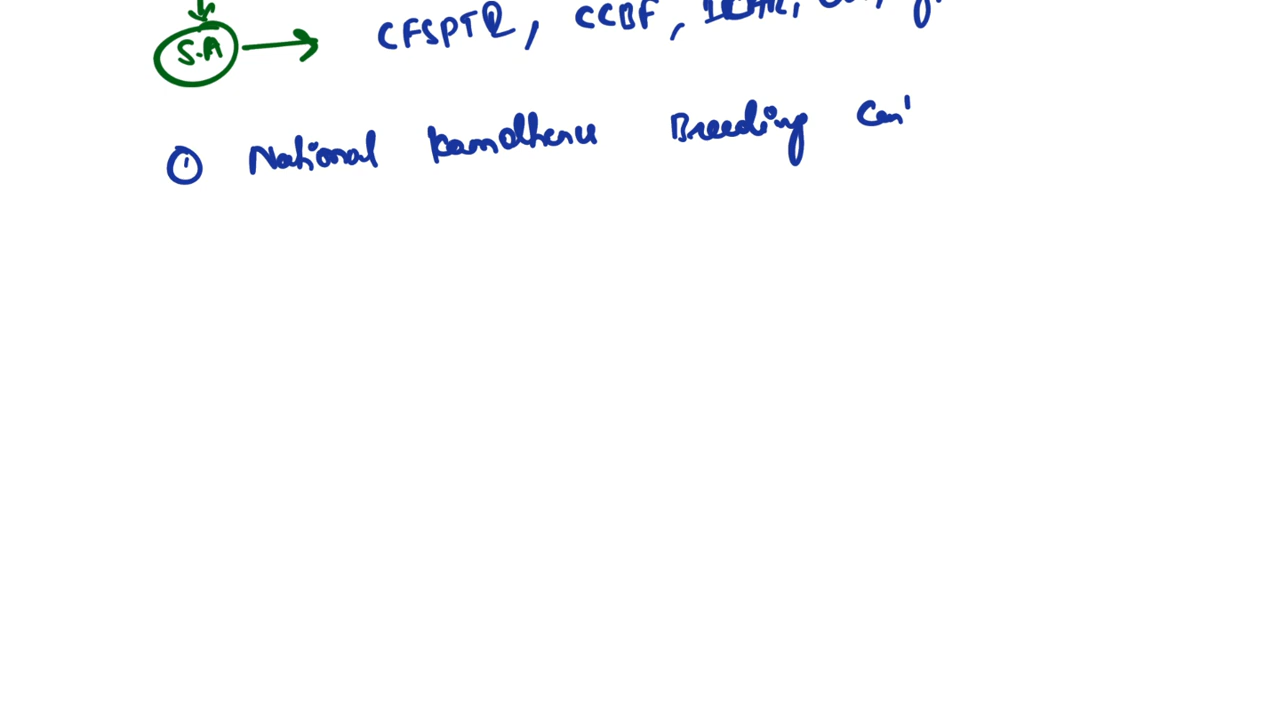 S.A → CFSPTR, CCBF,
① National kamdhenu Breeding Cen